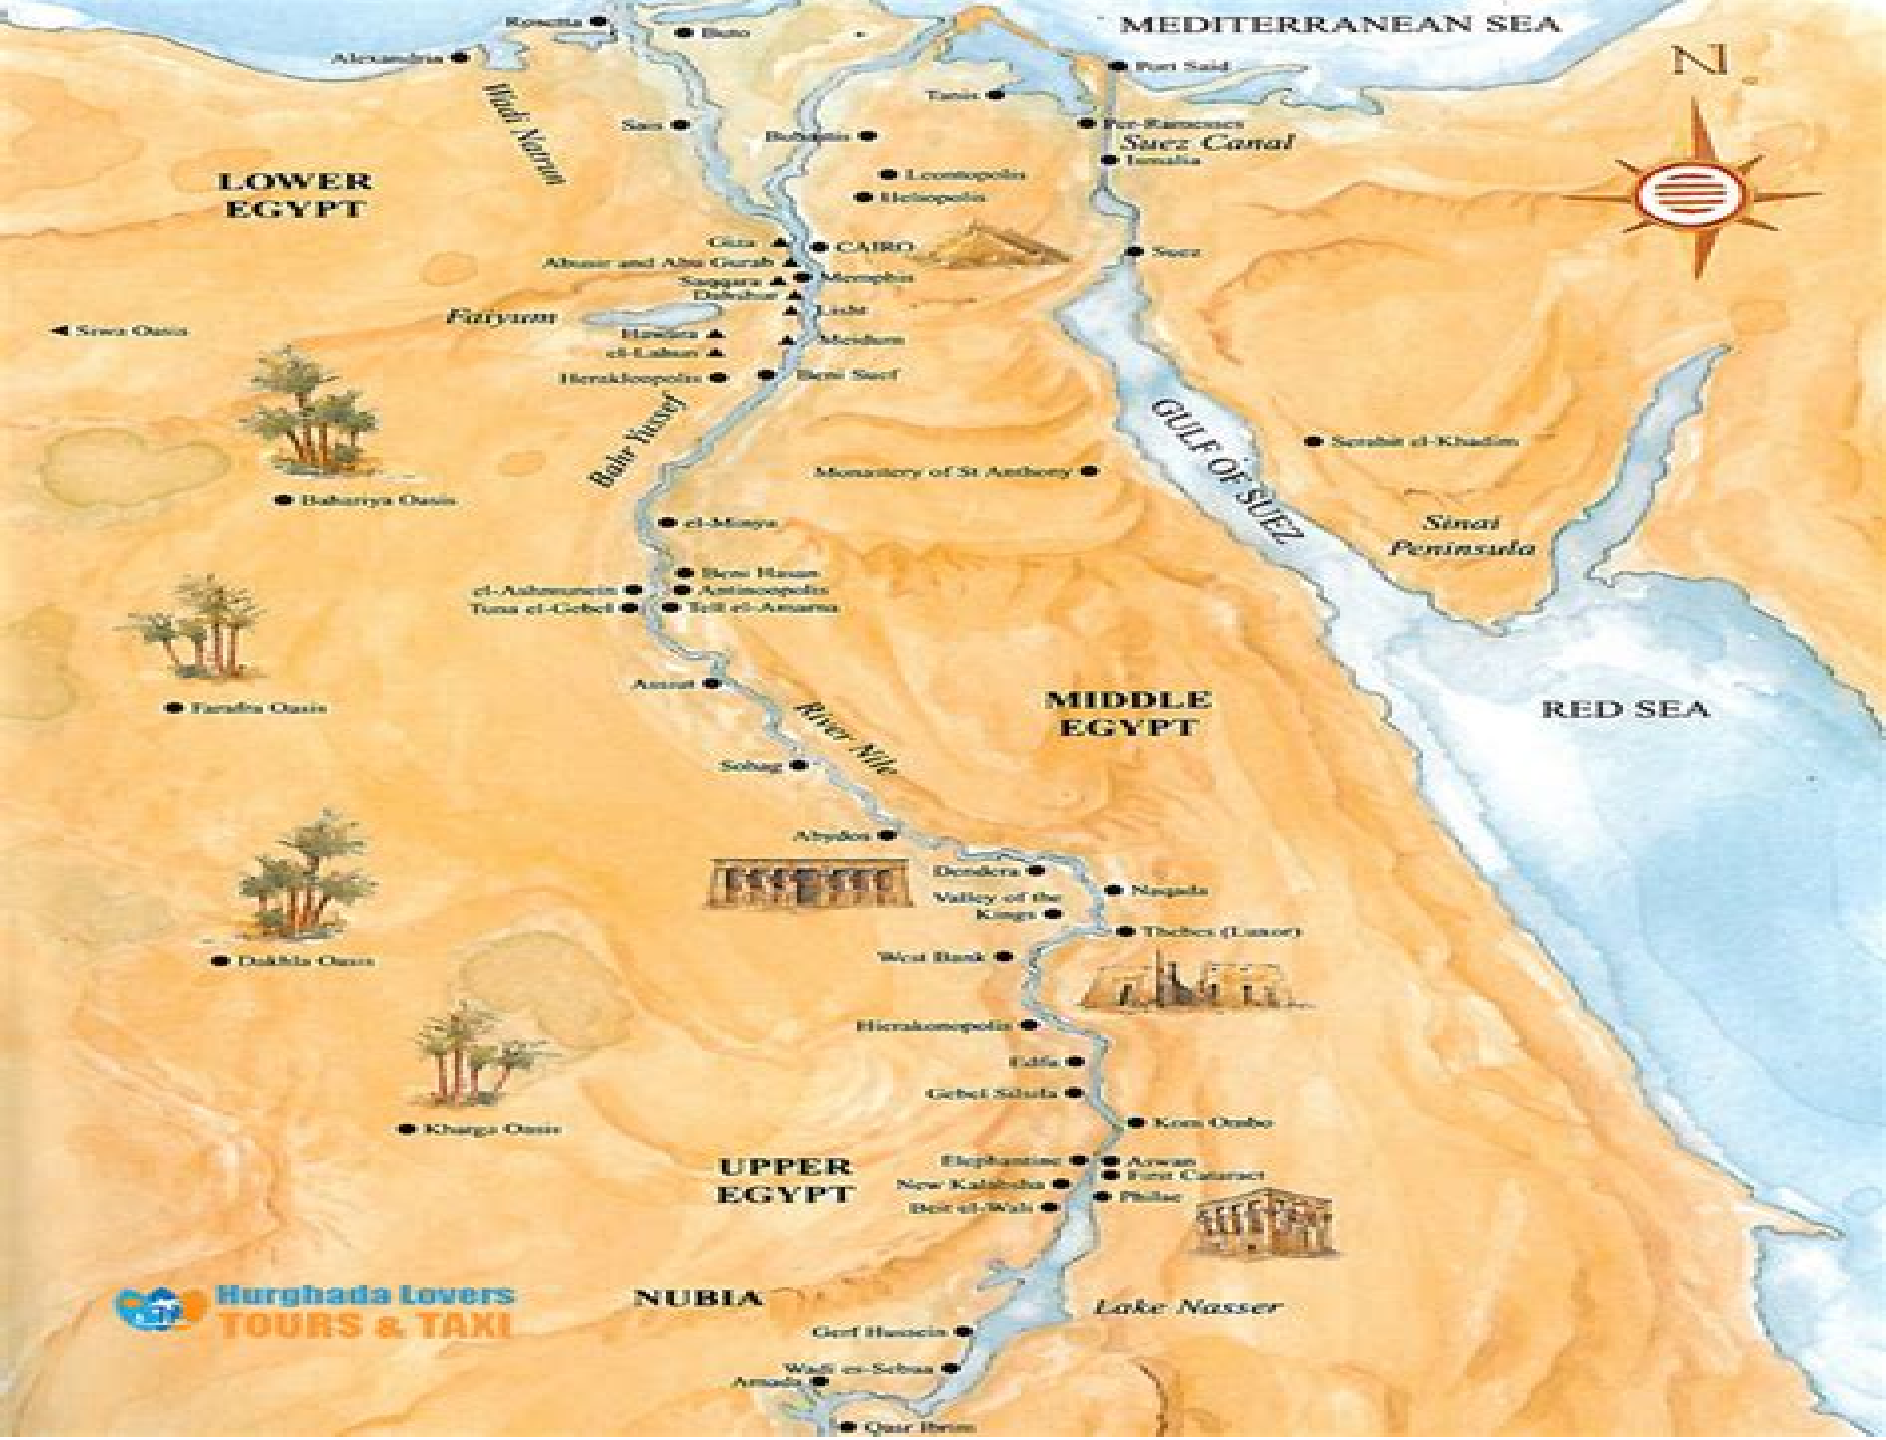 MEDITERRANEAN SEA
Rosetta
Buto
Alexandria
Port Said
N
Tanis
Wadi Natrun
Sais
Bubastis
Per-Ramesses
Suez Canal
Ismalia
Leontopolis
Heliopolis
LOWER
EGYPT
Giza
CAIRO
Suez
Abusir and Abu Gurab
Saqqara
Memphis
Dahshur
Lisht
Faiyum
Siwa Oasis
Hawara
Meidum
el-Lahun
Herakleopolis
Beni Suef
Bahr Yussef
GULF OF SUEZ
Serabit el-Khadim
Monastery of St Anthony
Bahariya Oasis
el-Minya
Sinai
Peninsula
Beni Hasan
el-Ashmunein
Antinoopolis
Tuna el-Gebel
Tell el-Amarna
Assiut
MIDDLE
EGYPT
RED SEA
Farafra Oasis
River Nile
Sohag
Abydos
Dendera
Naqada
Valley of the
Kings
Thebes (Luxor)
West Bank
Dakhla Oasis
Hierakonopolis
Edfu
Gebel Silsila
Kom Ombo
Kharga Oasis
UPPER
EGYPT
Elephantine
Aswan
First Cataract
New Kalabsha
Philae
Beit el-Wali
Hurghada Lovers
TOURS & TAXI
NUBIA
Lake Nasser
Gerf Hussein
Wadi es-Sebua
Amada
Qasr Ibrim